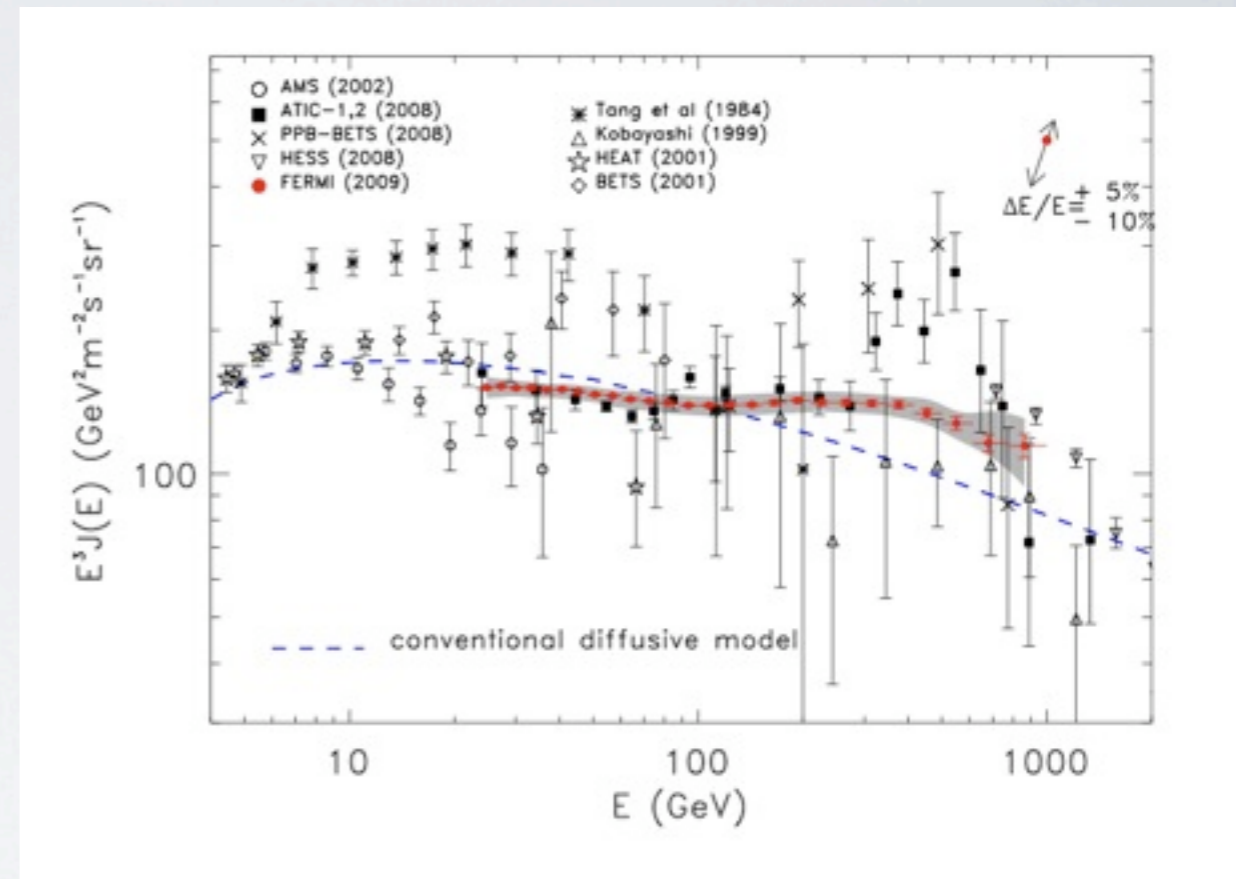 AMS (2002)
ATIC-1,2 (2008)
PPB-BETS (2008)
HESS (2008)
FERMI (2009)
Tang et al (1984)
Kobayashi (1999)
HEAT (2001)
BETS (2001)
ΔE/E= + 5%
− 10%
E³J(E) (GeV²m⁻²s⁻¹sr⁻¹)
100
conventional diffusive model
10 100 1000
E (GeV)